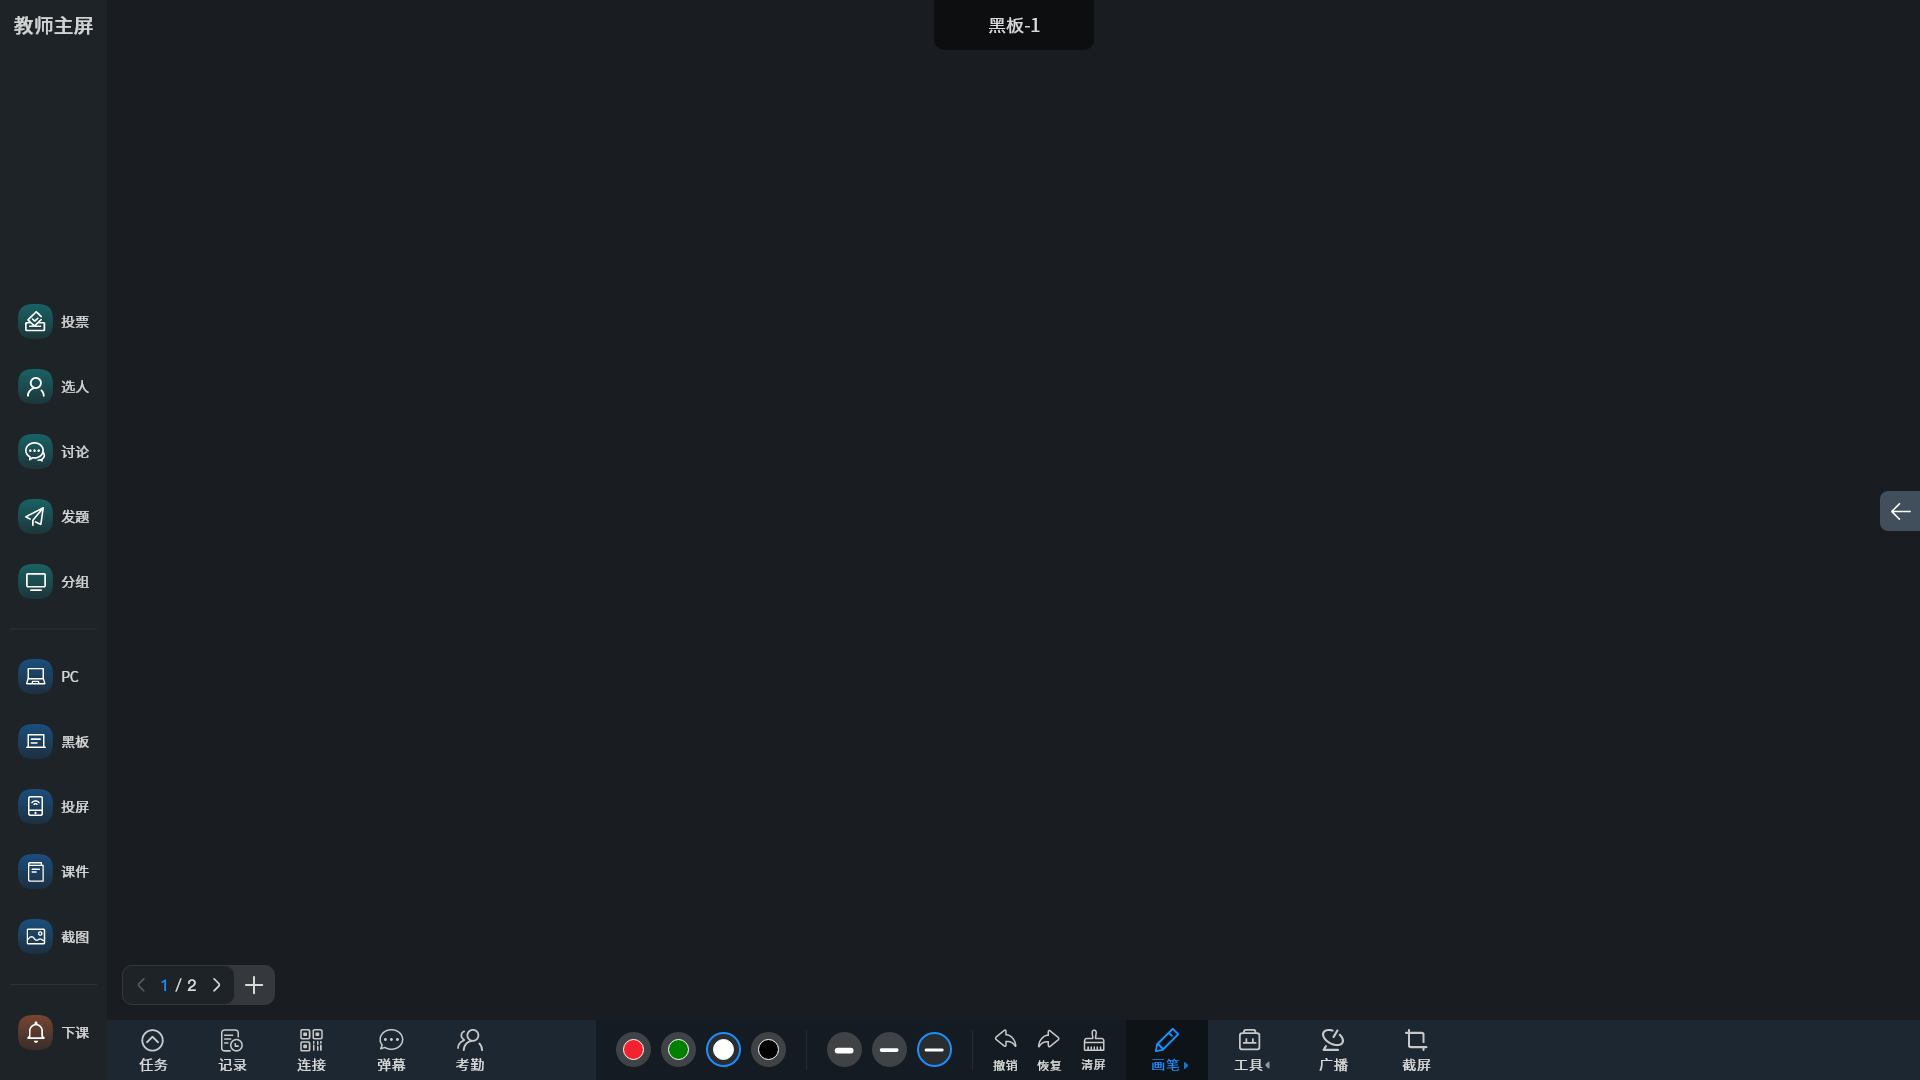 教师主屏
黑板-1
投票
选人
讨论
发题
分组
PC
黑板
投屏
课件
截图
下课
1 / 2
任务
记录
连接
弹幕
考勤
撤销
恢复
清屏
画笔
工具
广播
截屏